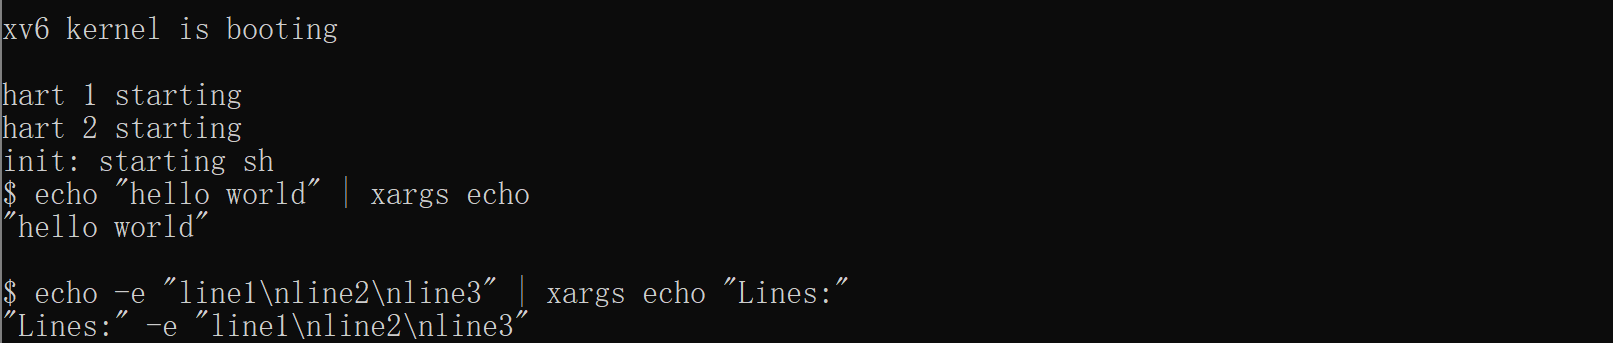 xv6 kernel is booting
hart 1 starting
hart 2 starting
init: starting sh
$ echo "hello world" | xargs echo
"hello world"
$ echo -e "line1\nline2\nline3" | xargs echo "Lines:"
"Lines:" -e "line1\nline2\nline3"